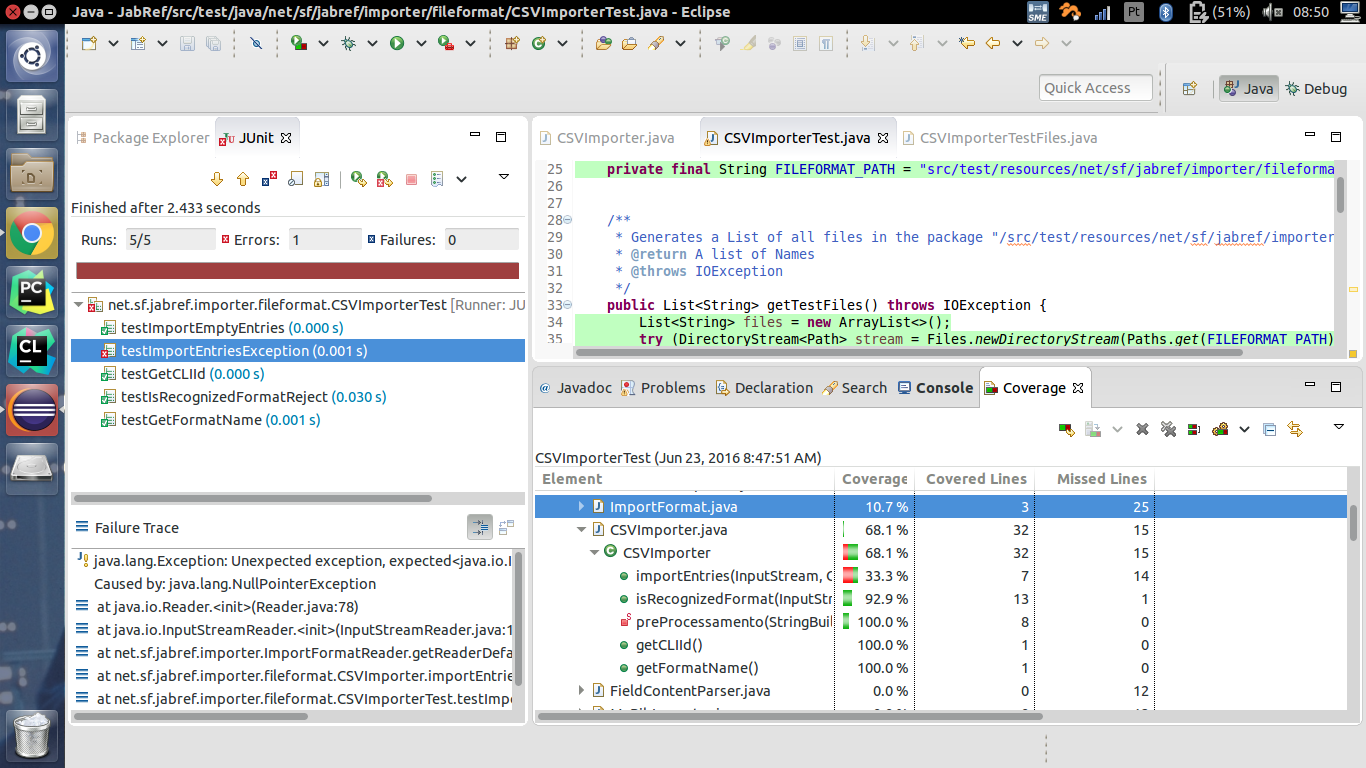 Java - JabRef/src/test/java/net/sf/jabref/importer/fileformat/CSVImporterTest.java - Eclipse
SME
Pt
(51%)
08:50
Quick Access
Java
Debug
Package Explorer
JUnit
Finished after 2.433 seconds
Runs: 5/5
Errors: 1
Failures: 0
net.sf.jabref.importer.fileformat.CSVImporterTest [Runner: JU
testImportEmptyEntries (0.000 s)
testImportEntriesException (0.001 s)
testGetCLIId (0.000 s)
testIsRecognizedFormatReject (0.030 s)
testGetFormatName (0.001 s)
Failure Trace
java.lang.Exception: Unexpected exception, expected<java.io.I
Caused by: java.lang.NullPointerException
at java.io.Reader.<init>(Reader.java:78)
at java.io.InputStreamReader.<init>(InputStreamReader.java:1
at net.sf.jabref.importer.ImportFormatReader.getReaderDefa
at net.sf.jabref.importer.fileformat.CSVImporter.importEntrie
at net.sf.jabref.importer.fileformat.CSVImporterTest.testImpo
CSVImporter.java
CSVImporterTest.java
CSVImporterTestFiles.java
25 private final String FILEFORMAT_PATH = "src/test/resources/net/sf/jabref/importer/fileforma
26
27
28 /**
29 * Generates a List of all files in the package "/src/test/resources/net/sf/jabref/importer
30 * @return A list of Names
31 * @throws IOException
32 */
33 public List<String> getTestFiles() throws IOException {
34 List<String> files = new ArrayList<>();
35 try (DirectoryStream<Path> stream = Files.newDirectoryStream(Paths.get(FILEFORMAT_PATH)
@ Javadoc
Problems
Declaration
Search
Console
Coverage
CSVImporterTest (Jun 23, 2016 8:47:51 AM)
Element Coverage Covered Lines Missed Lines
ImportFormat.java 10.7 % 3 25
CSVImporter.java 68.1 % 32 15
CSVImporter 68.1 % 32 15
importEntries(InputStream, 33.3 % 7 14
isRecognizedFormat(InputStr 92.9 % 13 1
preProcessamento(StringBuil 100.0 % 8 0
getCLIId() 100.0 % 1 0
getFormatName() 100.0 % 1 0
FieldContentParser.java 0.0 % 0 12
PC
CL